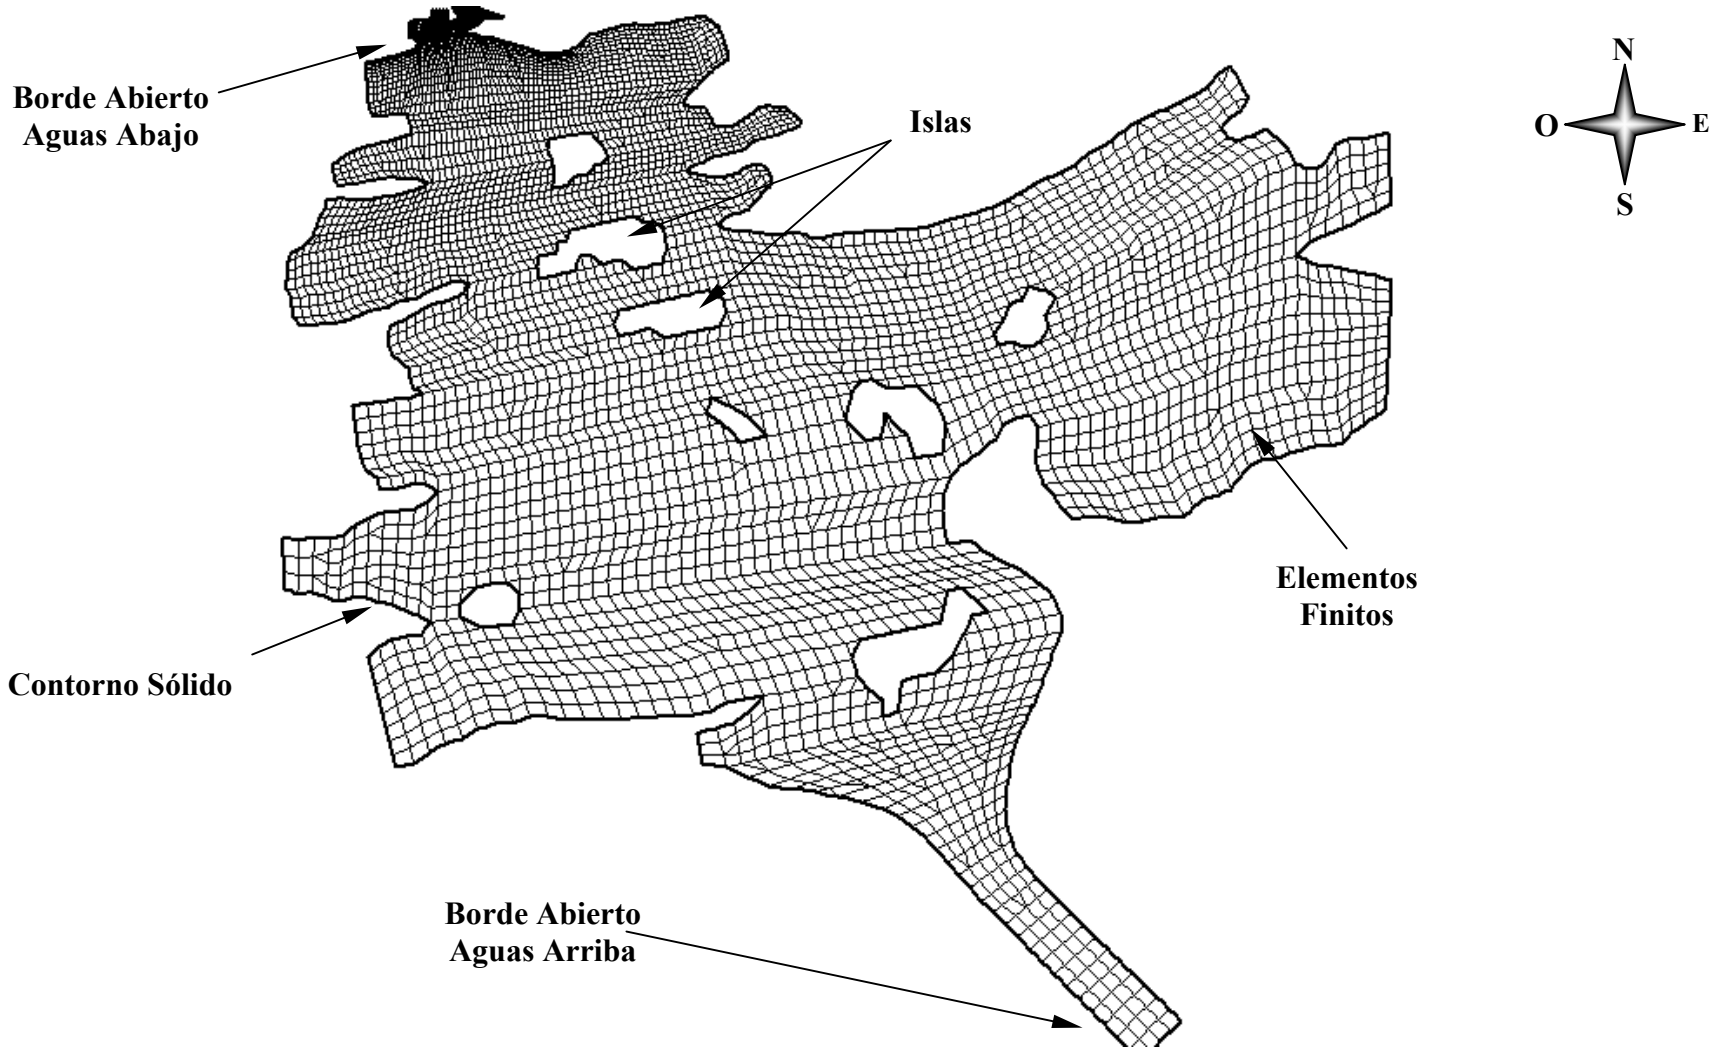 N
Borde Abierto
Aguas Abajo
Islas
O
E
S
Elementos
Finitos
Contorno Sólido
Borde Abierto
Aguas Arriba